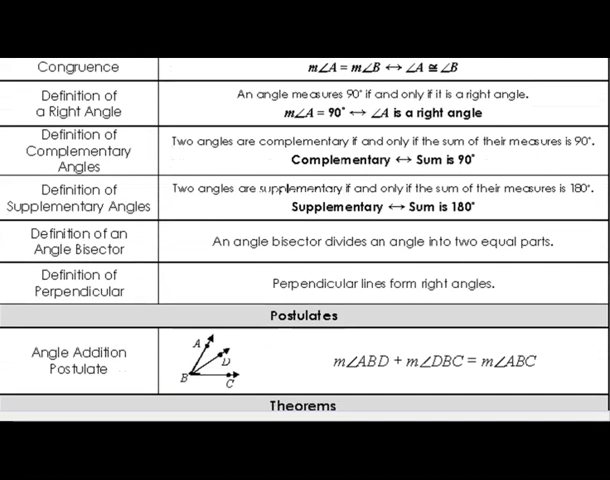 Congruence
m∠A = m∠B ↔ ∠A ≅ ∠B
Definition of
a Right Angle
An angle measures 90° if and only if it is a right angle.
m∠A = 90° ↔ ∠A is a right angle
Definition of
Complementary
Angles
Two angles are complementary if and only if the sum of their measures is 90°.
Complementary ↔ Sum is 90°
Definition of
Supplementary Angles
Two angles are supplementary if and only if the sum of their measures is 180°.
Supplementary ↔ Sum is 180°
Definition of an
Angle Bisector
An angle bisector divides an angle into two equal parts.
Definition of
Perpendicular
Perpendicular lines form right angles.
Postulates
Angle Addition
Postulate
A
D
B
C
m∠ABD + m∠DBC = m∠ABC
Theorems